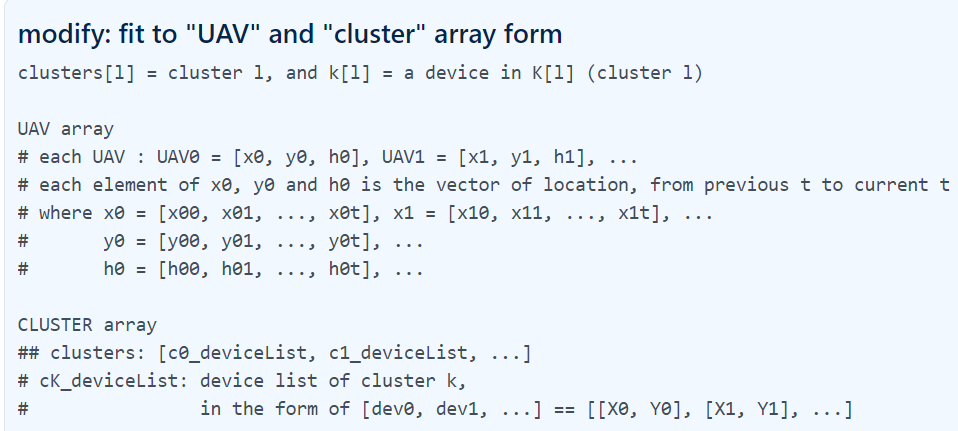 modify: fit to "UAV" and "cluster" array form
clusters[l] = cluster l, and k[l] = a device in K[l] (cluster l)
UAV array
# each UAV : UAV0 = [x0, y0, h0], UAV1 = [x1, y1, h1], ...
# each element of x0, y0 and h0 is the vector of location, from previous t to current t
# where x0 = [x00, x01, ..., x0t], x1 = [x10, x11, ..., x1t], ...
#       y0 = [y00, y01, ..., y0t], ...
#       h0 = [h00, h01, ..., h0t], ...
CLUSTER array
## clusters: [c0_deviceList, c1_deviceList, ...]
# cK_deviceList: device list of cluster k,
#                in the form of [dev0, dev1, ...] == [[X0, Y0], [X1, Y1], ...]